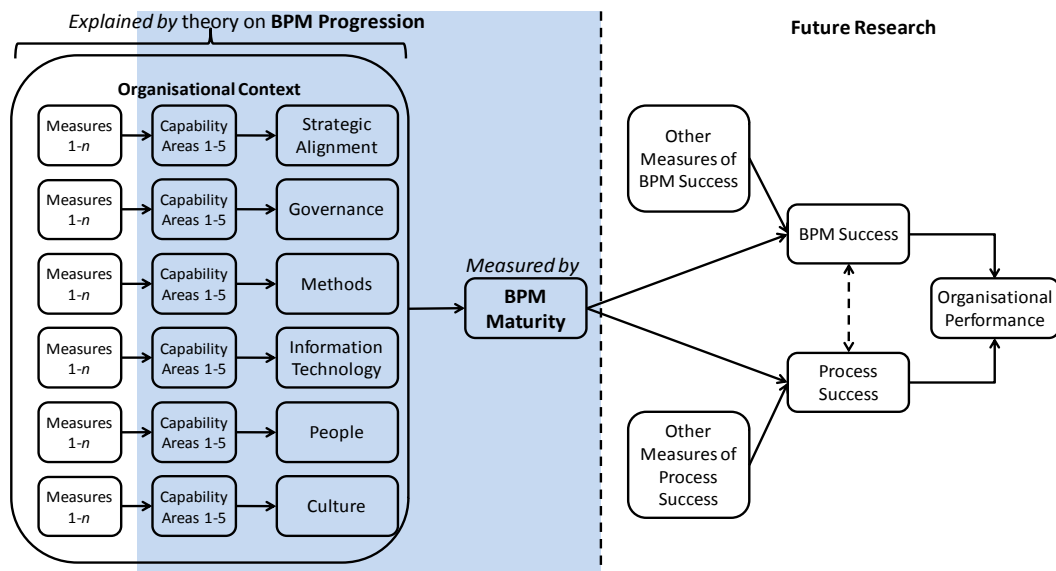 Explained by theory on BPM Progression
Future Research
Organisational Context
Measures
1-n
Capability
Areas 1-5
Strategic
Alignment
Measures
1-n
Capability
Areas 1-5
Governance
Measures
1-n
Capability
Areas 1-5
Methods
Measures
1-n
Capability
Areas 1-5
Information
Technology
Measures
1-n
Capability
Areas 1-5
People
Measures
1-n
Capability
Areas 1-5
Culture
Measured by
BPM
Maturity
Other
Measures of
BPM Success
BPM Success
Organisational
Performance
Process
Success
Other
Measures of
Process
Success